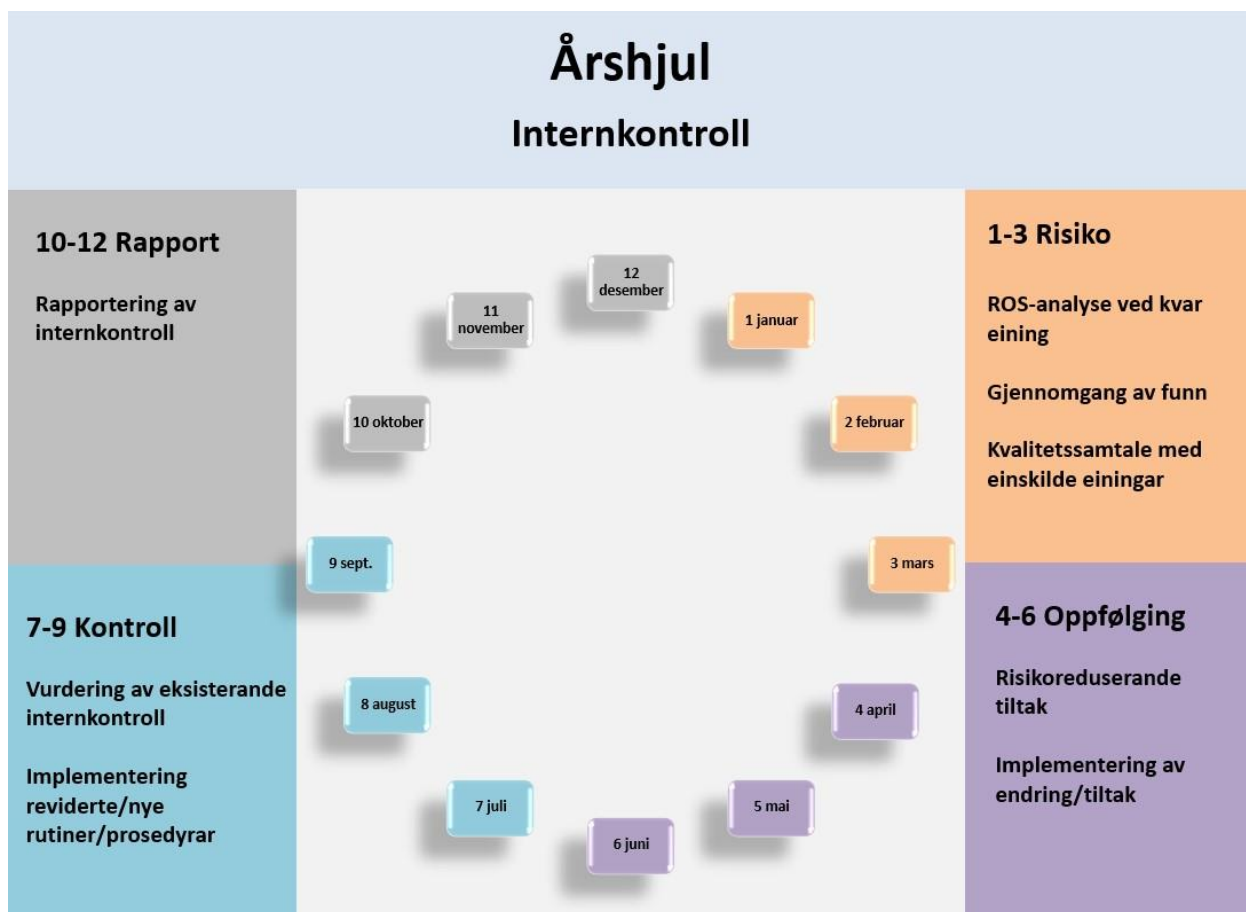 Årshjul
Internkontroll
10-12 Rapport
Rapportering av
internkontroll
1-3 Risiko
ROS-analyse ved kvar
eining
Gjennomgang av funn
Kvalitetssamtale med
einskilde einingar
12
desember
11
november
1 januar
10 oktober
2 februar
9 sept.
3 mars
8 august
4 april
7 juli
5 mai
6 juni
7-9 Kontroll
Vurdering av eksisterande
internkontroll
Implementering
reviderte/nye
rutiner/prosedyrar
4-6 Oppfølging
Risikoreduserande
tiltak
Implementering av
endring/tiltak